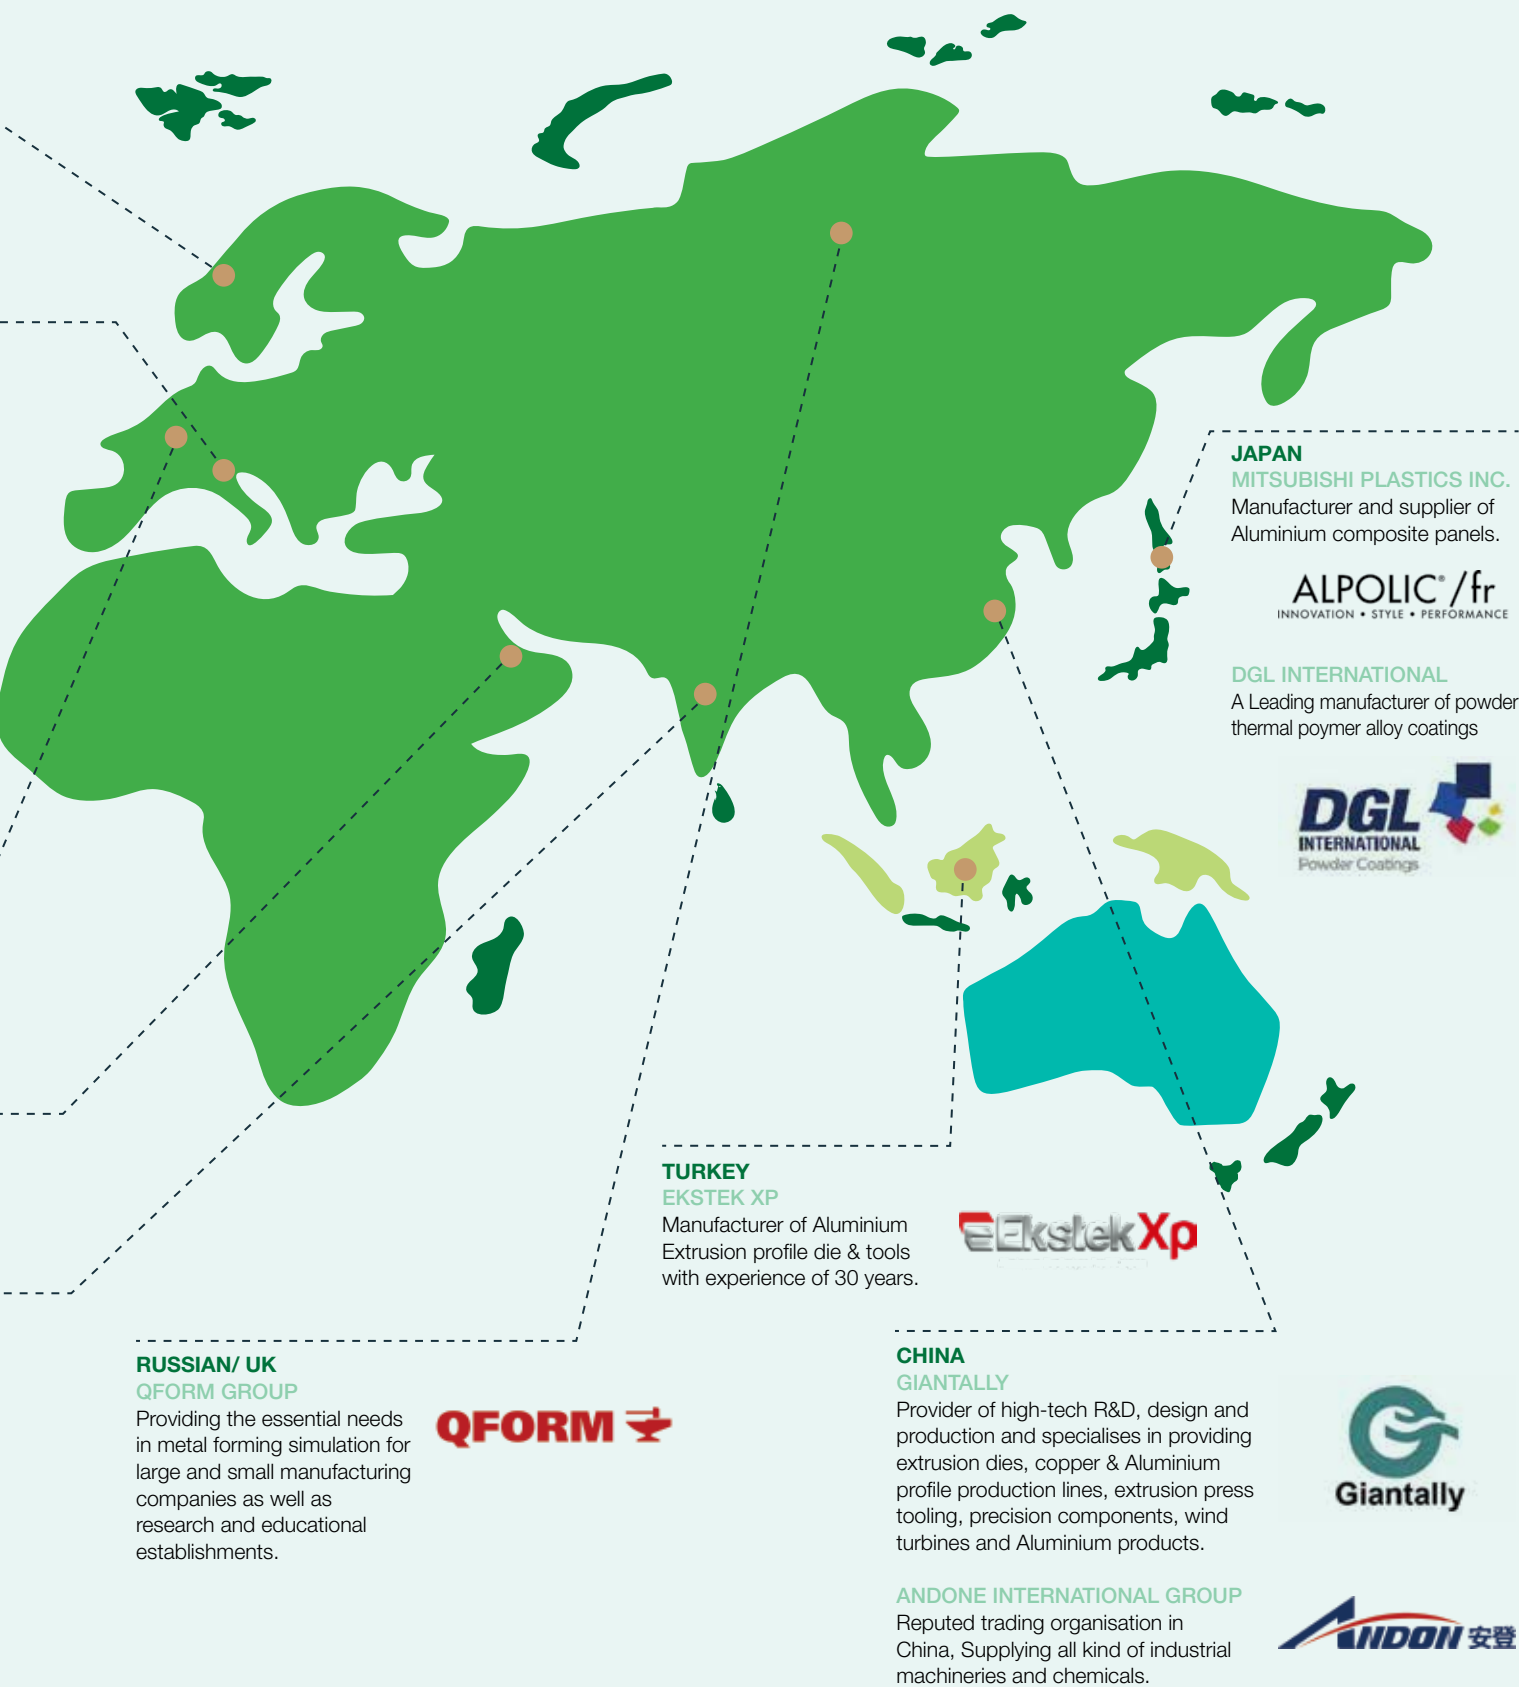 JAPAN
MITSUBISHI PLASTICS INC.
Manufacturer and supplier of
Aluminium composite panels.
ALPOLIC® /fr
INNOVATION • STYLE • PERFORMANCE
DGL INTERNATIONAL
A Leading manufacturer of powder
thermal poymer alloy coatings
DGL
INTERNATIONAL
Powder Coatings
TURKEY
EKSTEK XP
Manufacturer of Aluminium
Extrusion profile die & tools
with experience of 30 years.
EkstekXp
RUSSIAN/ UK
QFORM GROUP
Providing the essential needs
in metal forming simulation for
large and small manufacturing
companies as well as
research and educational
establishments.
QFORM
CHINA
GIANTALLY
Provider of high-tech R&D, design and
production and specialises in providing
extrusion dies, copper & Aluminium
profile production lines, extrusion press
tooling, precision components, wind
turbines and Aluminium products.
Giantally
ANDONE INTERNATIONAL GROUP
Reputed trading organisation in
China, Supplying all kind of industrial
machineries and chemicals.
ANDON 安登